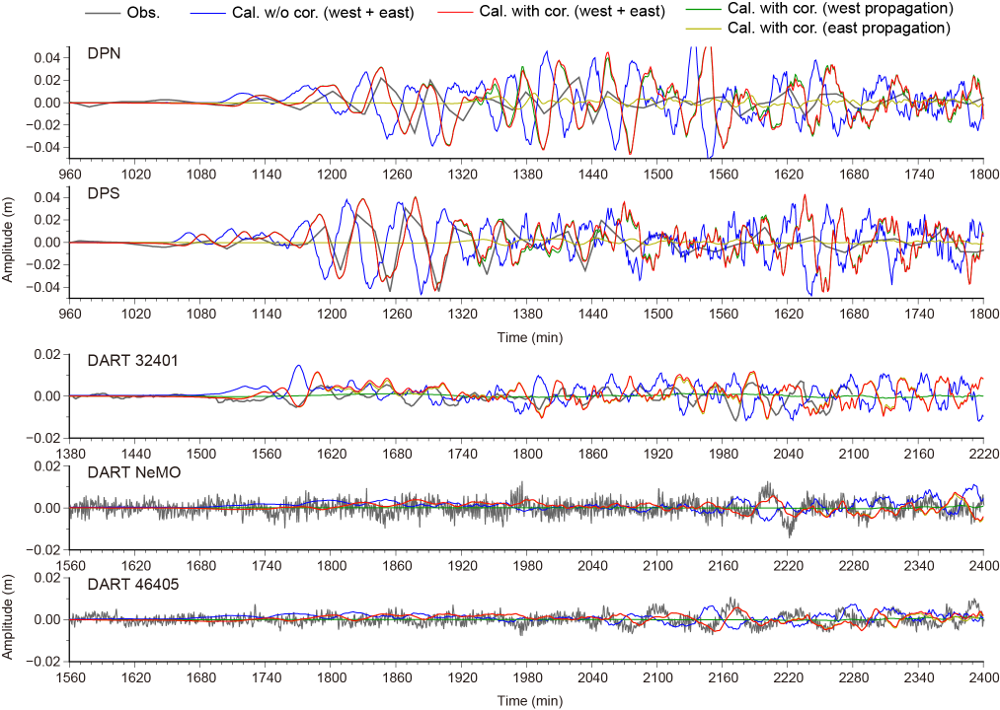 Obs.
Cal. w/o cor. (west + east)
Cal. with cor. (west + east)
Cal. with cor. (west propagation)
Cal. with cor. (east propagation)
DPN
0.04
0.02
0.00
−0.02
−0.04
960 1020 1080 1140 1200 1260 1320 1380 1440 1500 1560 1620 1680 1740 1800
DPS
0.04
0.02
0.00
−0.02
−0.04
Amplitude (m)
960 1020 1080 1140 1200 1260 1320 1380 1440 1500 1560 1620 1680 1740 1800
Time (min)
DART 32401
0.02
0.00
−0.02
1380 1440 1500 1560 1620 1680 1740 1800 1860 1920 1980 2040 2100 2160 2220
DART NeMO
0.02
0.00
−0.02
1560 1620 1680 1740 1800 1860 1920 1980 2040 2100 2160 2220 2280 2340 2400
DART 46405
0.02
0.00
−0.02
Amplitude (m)
1560 1620 1680 1740 1800 1860 1920 1980 2040 2100 2160 2220 2280 2340 2400
Time (min)